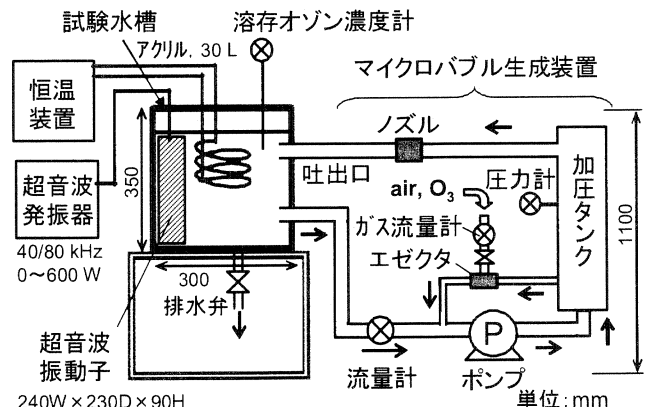 試験水槽
アクリル, 30 L
溶存オゾン濃度計
マイクロバブル生成装置
恒温
装置
ノズル
超音波
発振器
40/80 kHz
0～600 W
350
吐出口
air, O₃
圧力計
加圧タンク
ガス流量計
エゼクタ
1100
300
排水弁
超音波
振動子
240W×230D×90H
流量計
P
ポンプ
単位:mm